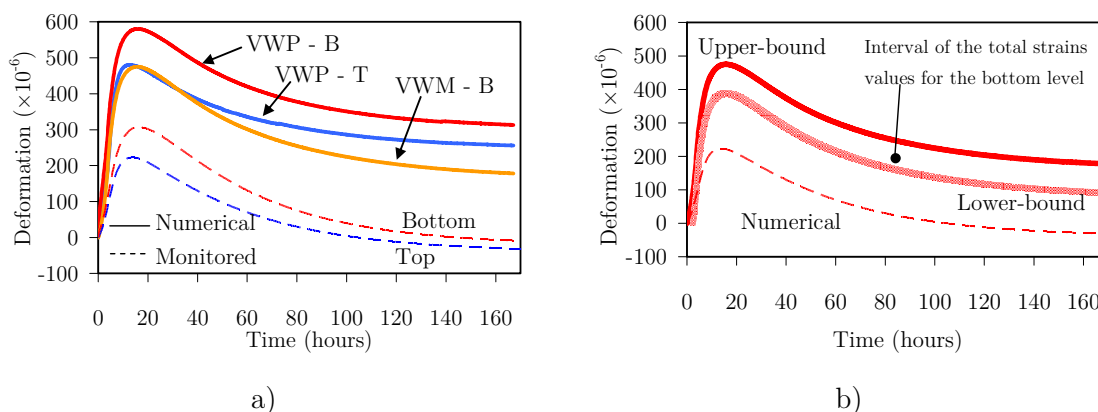 600
500
400
300
200
100
0
-100
Deformation (×10-6)
VWP - B
VWP - T
VWM - B
Numerical
Monitored
Bottom
Top
0 20 40 60 80 100 120 140 160
Time (hours)
a)
600
500
400
300
200
100
0
-100
Deformation (×10-6)
Upper-bound
Interval of the total strains
values for the bottom level
Lower-bound
Numerical
0 20 40 60 80 100 120 140 160
Time (hours)
b)